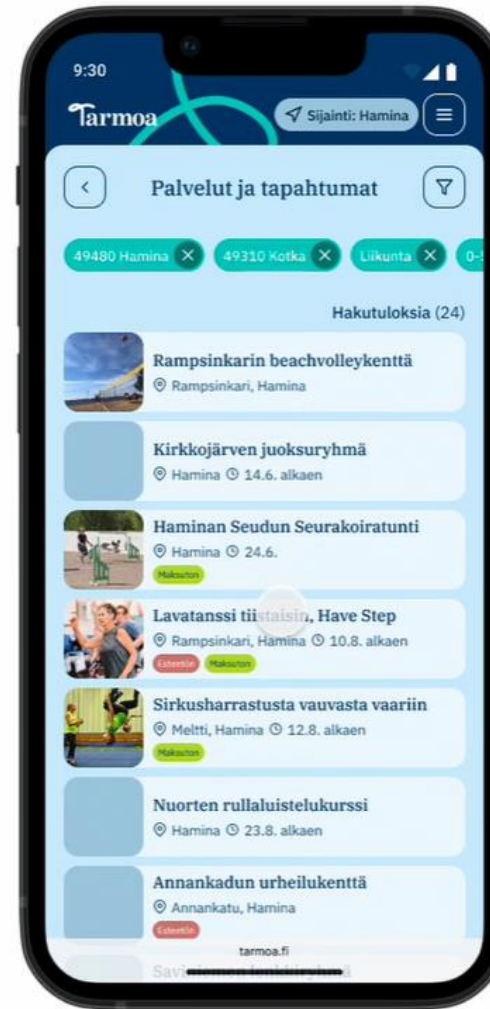 9:30
Tarmoa
Sijainti: Hamina
Palvelut ja tapahtumat
49480 Hamina
49310 Kotka
Liikunta
0-5
Hakutuloksia (24)
Rampsinkarin beachvolleykenttä
Rampsinkari, Hamina
Kirkkojärven juoksuryhmä
Hamina 14.6. alkaen
Haminan Seudun Seurakoiratunti
Hamina 24.6.
Maksuton
Lavatanssi tiistaisin, Have Step
Rampsinkari, Hamina 10.8. alkaen
Esteetön Maksuton
Sirkusharrastusta vauvasta vaariin
Meltti, Hamina 12.8. alkaen
Maksuton
Nuorten rullaluistelukurssi
Hamina 23.8. alkaen
Annankadun urheilukenttä
Annankatu, Hamina
Esteetön
tarmoa.fi